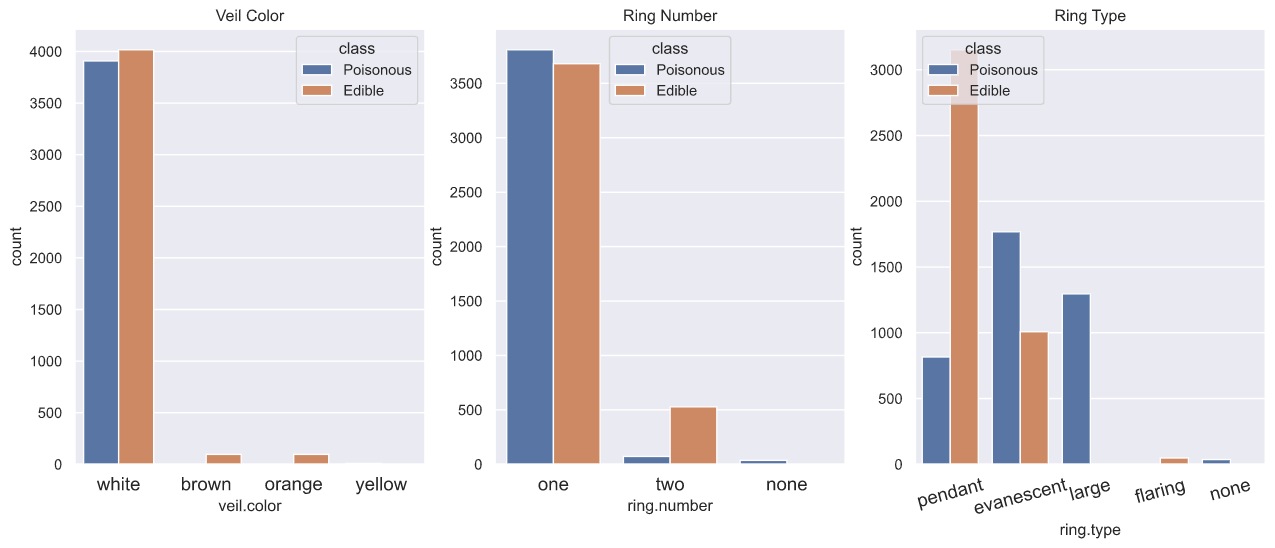 Veil Color
class
Poisonous
Edible
4000
3500
3000
2500
2000
1500
1000
500
0
count
white brown orange yellow
veil.color
Ring Number
class
Poisonous
Edible
3500
3000
2500
2000
1500
1000
500
0
count
one two none
ring.number
Ring Type
class
Poisonous
Edible
3000
2500
2000
1500
1000
500
0
count
pendant evanescent large flaring none
ring.type